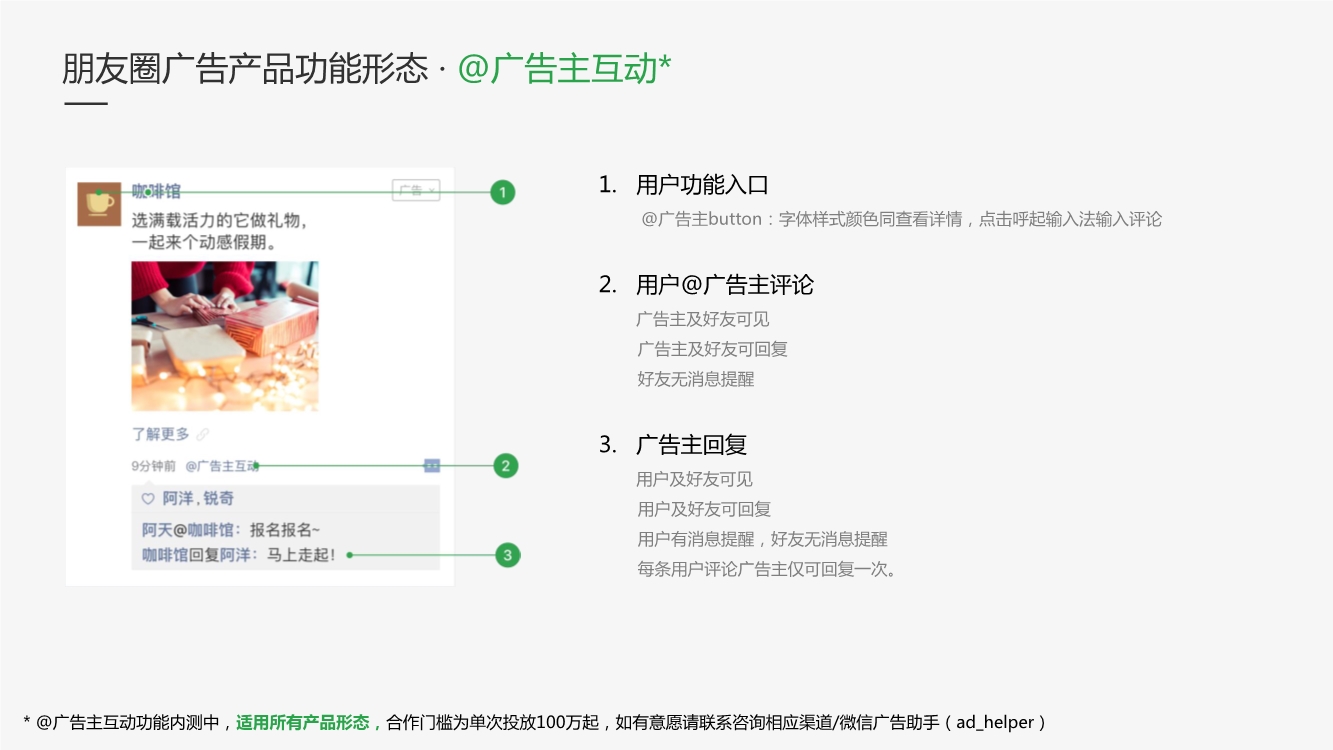 朋友圈广告产品功能形态 · @广告主互动*
咖啡馆
广告
选满载活力的它做礼物，
一起来个动感假期。
了解更多
9分钟前 @广告主互动
阿洋，锐奇
阿天@咖啡馆：报名报名~
咖啡馆回复阿洋：马上走起！
1
2
3
1. 用户功能入口
@广告主button：字体样式颜色同查看详情，点击呼起输入法输入评论
2. 用户@广告主评论
广告主及好友可见
广告主及好友可回复
好友无消息提醒
3. 广告主回复
用户及好友可见
用户及好友可回复
用户有消息提醒，好友无消息提醒
每条用户评论广告主仅可回复一次。
* @广告主互动功能内测中，适用所有产品形态，合作门槛为单次投放100万起，如有意愿请联系咨询相应渠道/微信广告助手（ad_helper）